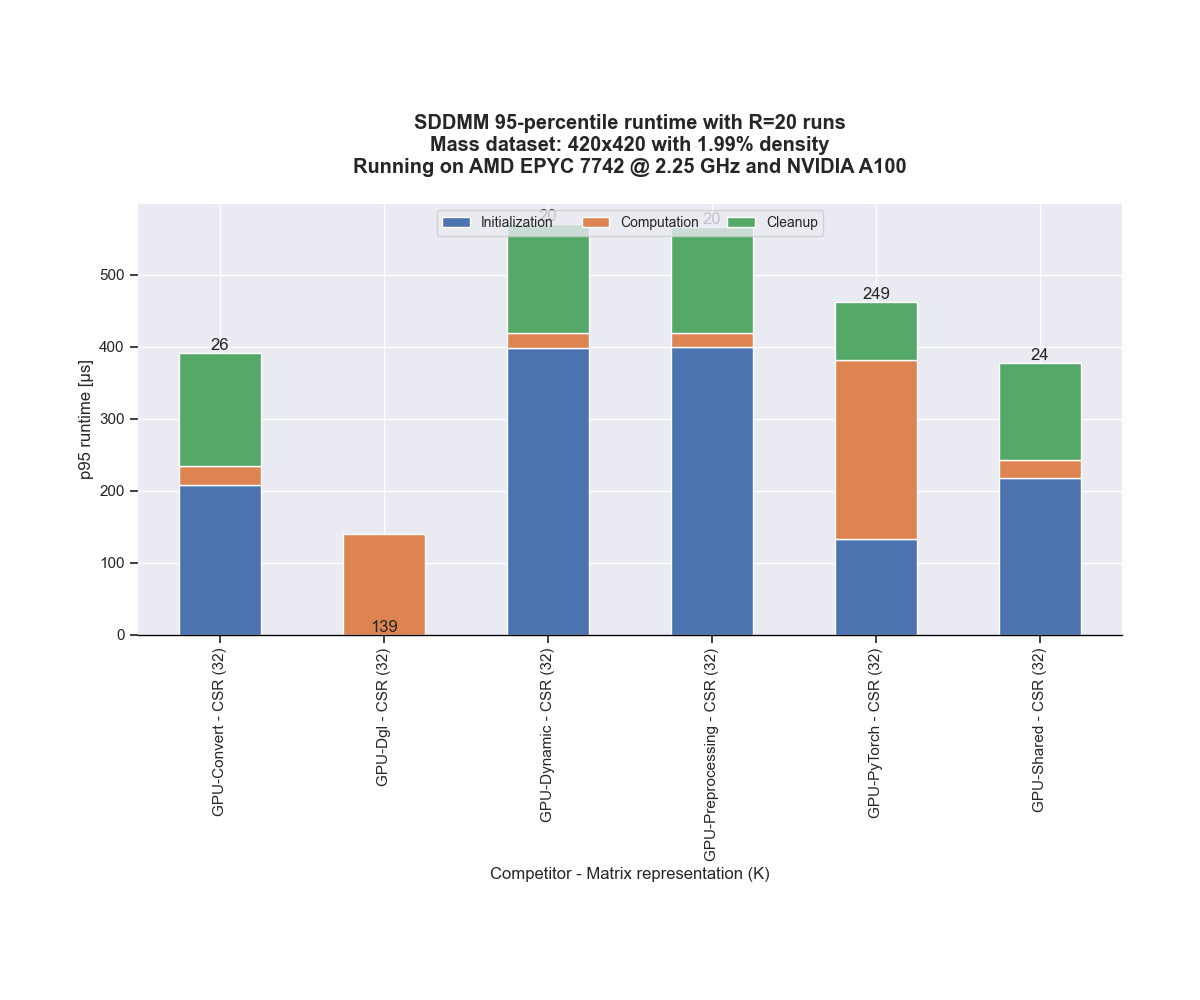 SDDMM 95-percentile runtime with R=20 runs
Mass dataset: 420x420 with 1.99% density
Running on AMD EPYC 7742 @ 2.25 GHz and NVIDIA A100
20
20
Initialization
Computation
Cleanup
p95 runtime [µs]
500
400
300
200
100
0
26
139
249
24
GPU-Convert - CSR (32)
GPU-Dgl - CSR (32)
GPU-Dynamic - CSR (32)
GPU-Preprocessing - CSR (32)
GPU-PyTorch - CSR (32)
GPU-Shared - CSR (32)
Competitor - Matrix representation (K)